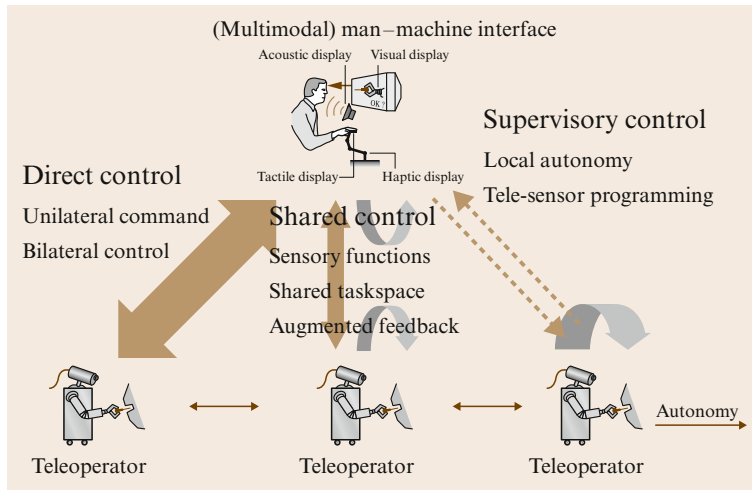 (Multimodal) man–machine interface
Acoustic display
Visual display
OK ?
Tactile display
Haptic display
Direct control
Unilateral command
Bilateral control
Shared control
Sensory functions
Shared taskspace
Augmented feedback
Supervisory control
Local autonomy
Tele-sensor programming
Autonomy
Teleoperator
Teleoperator
Teleoperator